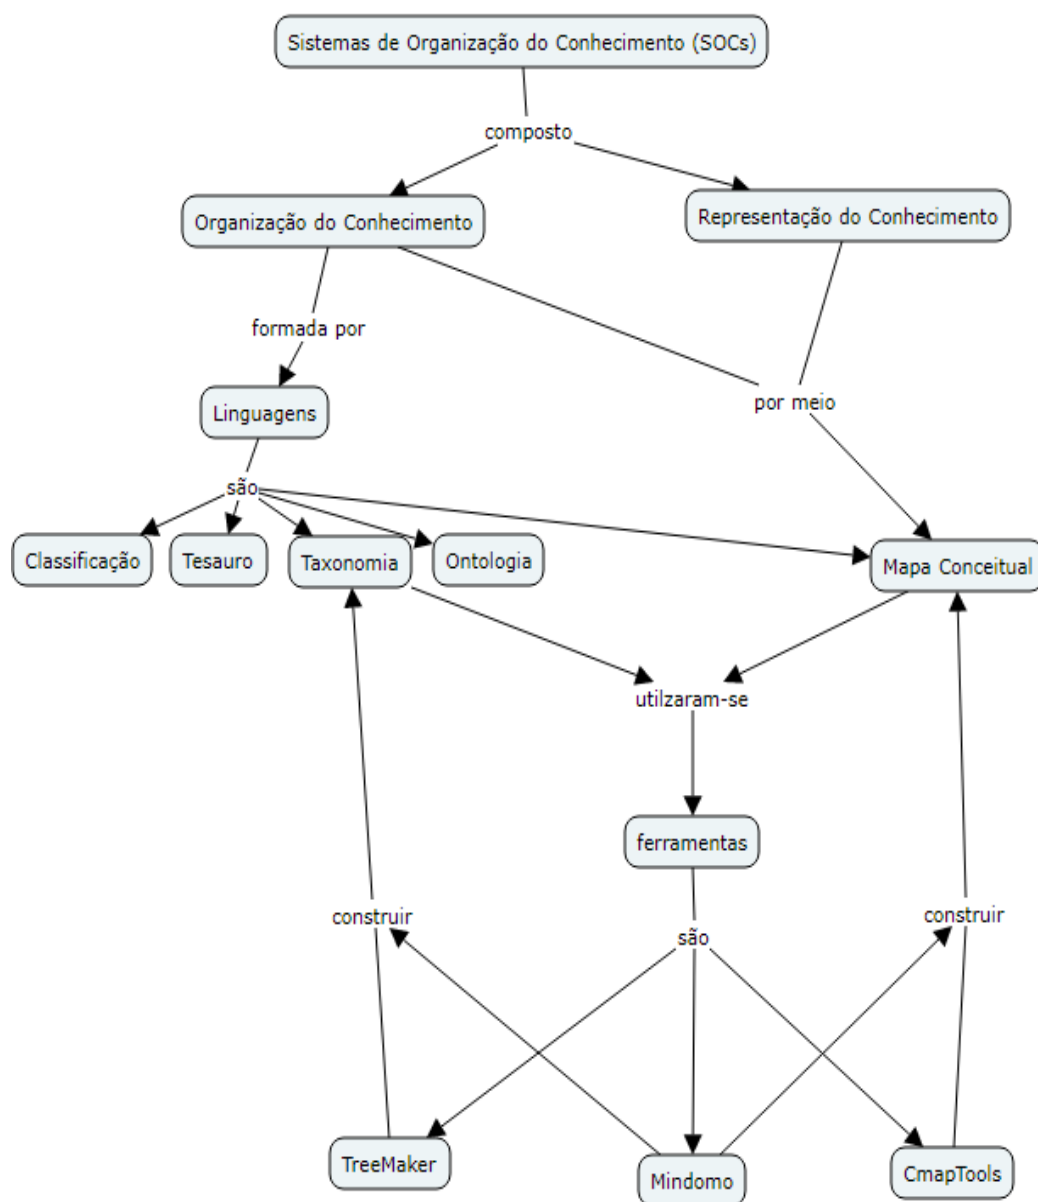 Sistemas de Organização do Conhecimento (SOCs)
composto
Organização do Conhecimento
Representação do Conhecimento
formada por
por meio
Linguagens
são
Classificação
Tesauro
Taxonomia
Ontologia
Mapa Conceitual
utilzaram-se
ferramentas
construir
são
construir
TreeMaker
Mindomo
CmapTools